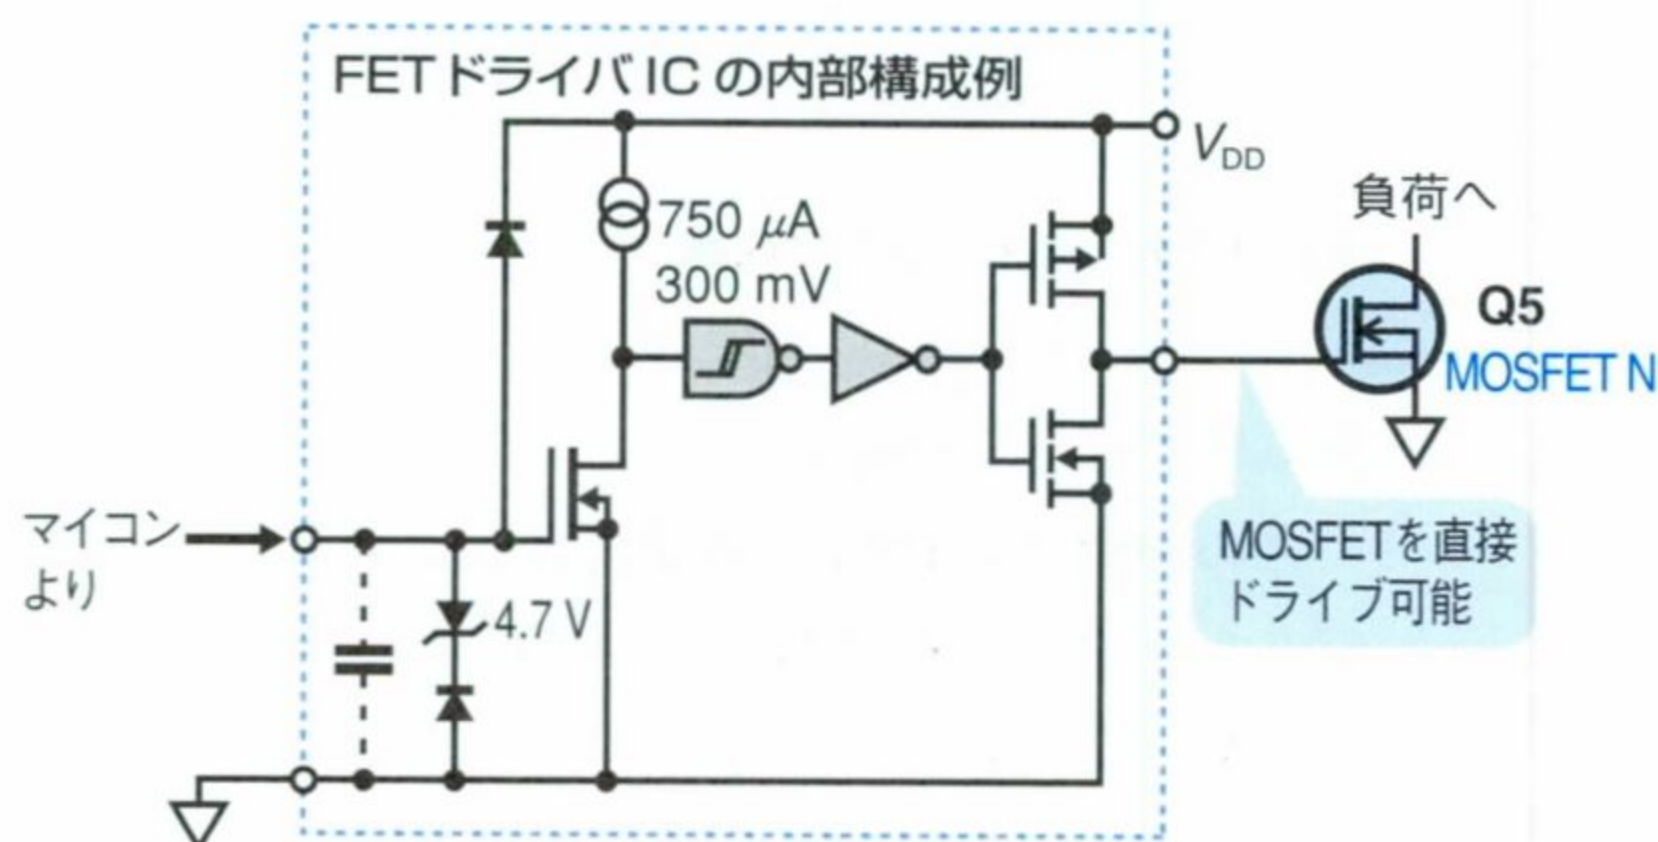 FETドライバICの内部構成例
V_DD
750 μA
300 mV
負荷へ
Q5
MOSFET N
マイコン
より
4.7 V
MOSFETを直接
ドライブ可能